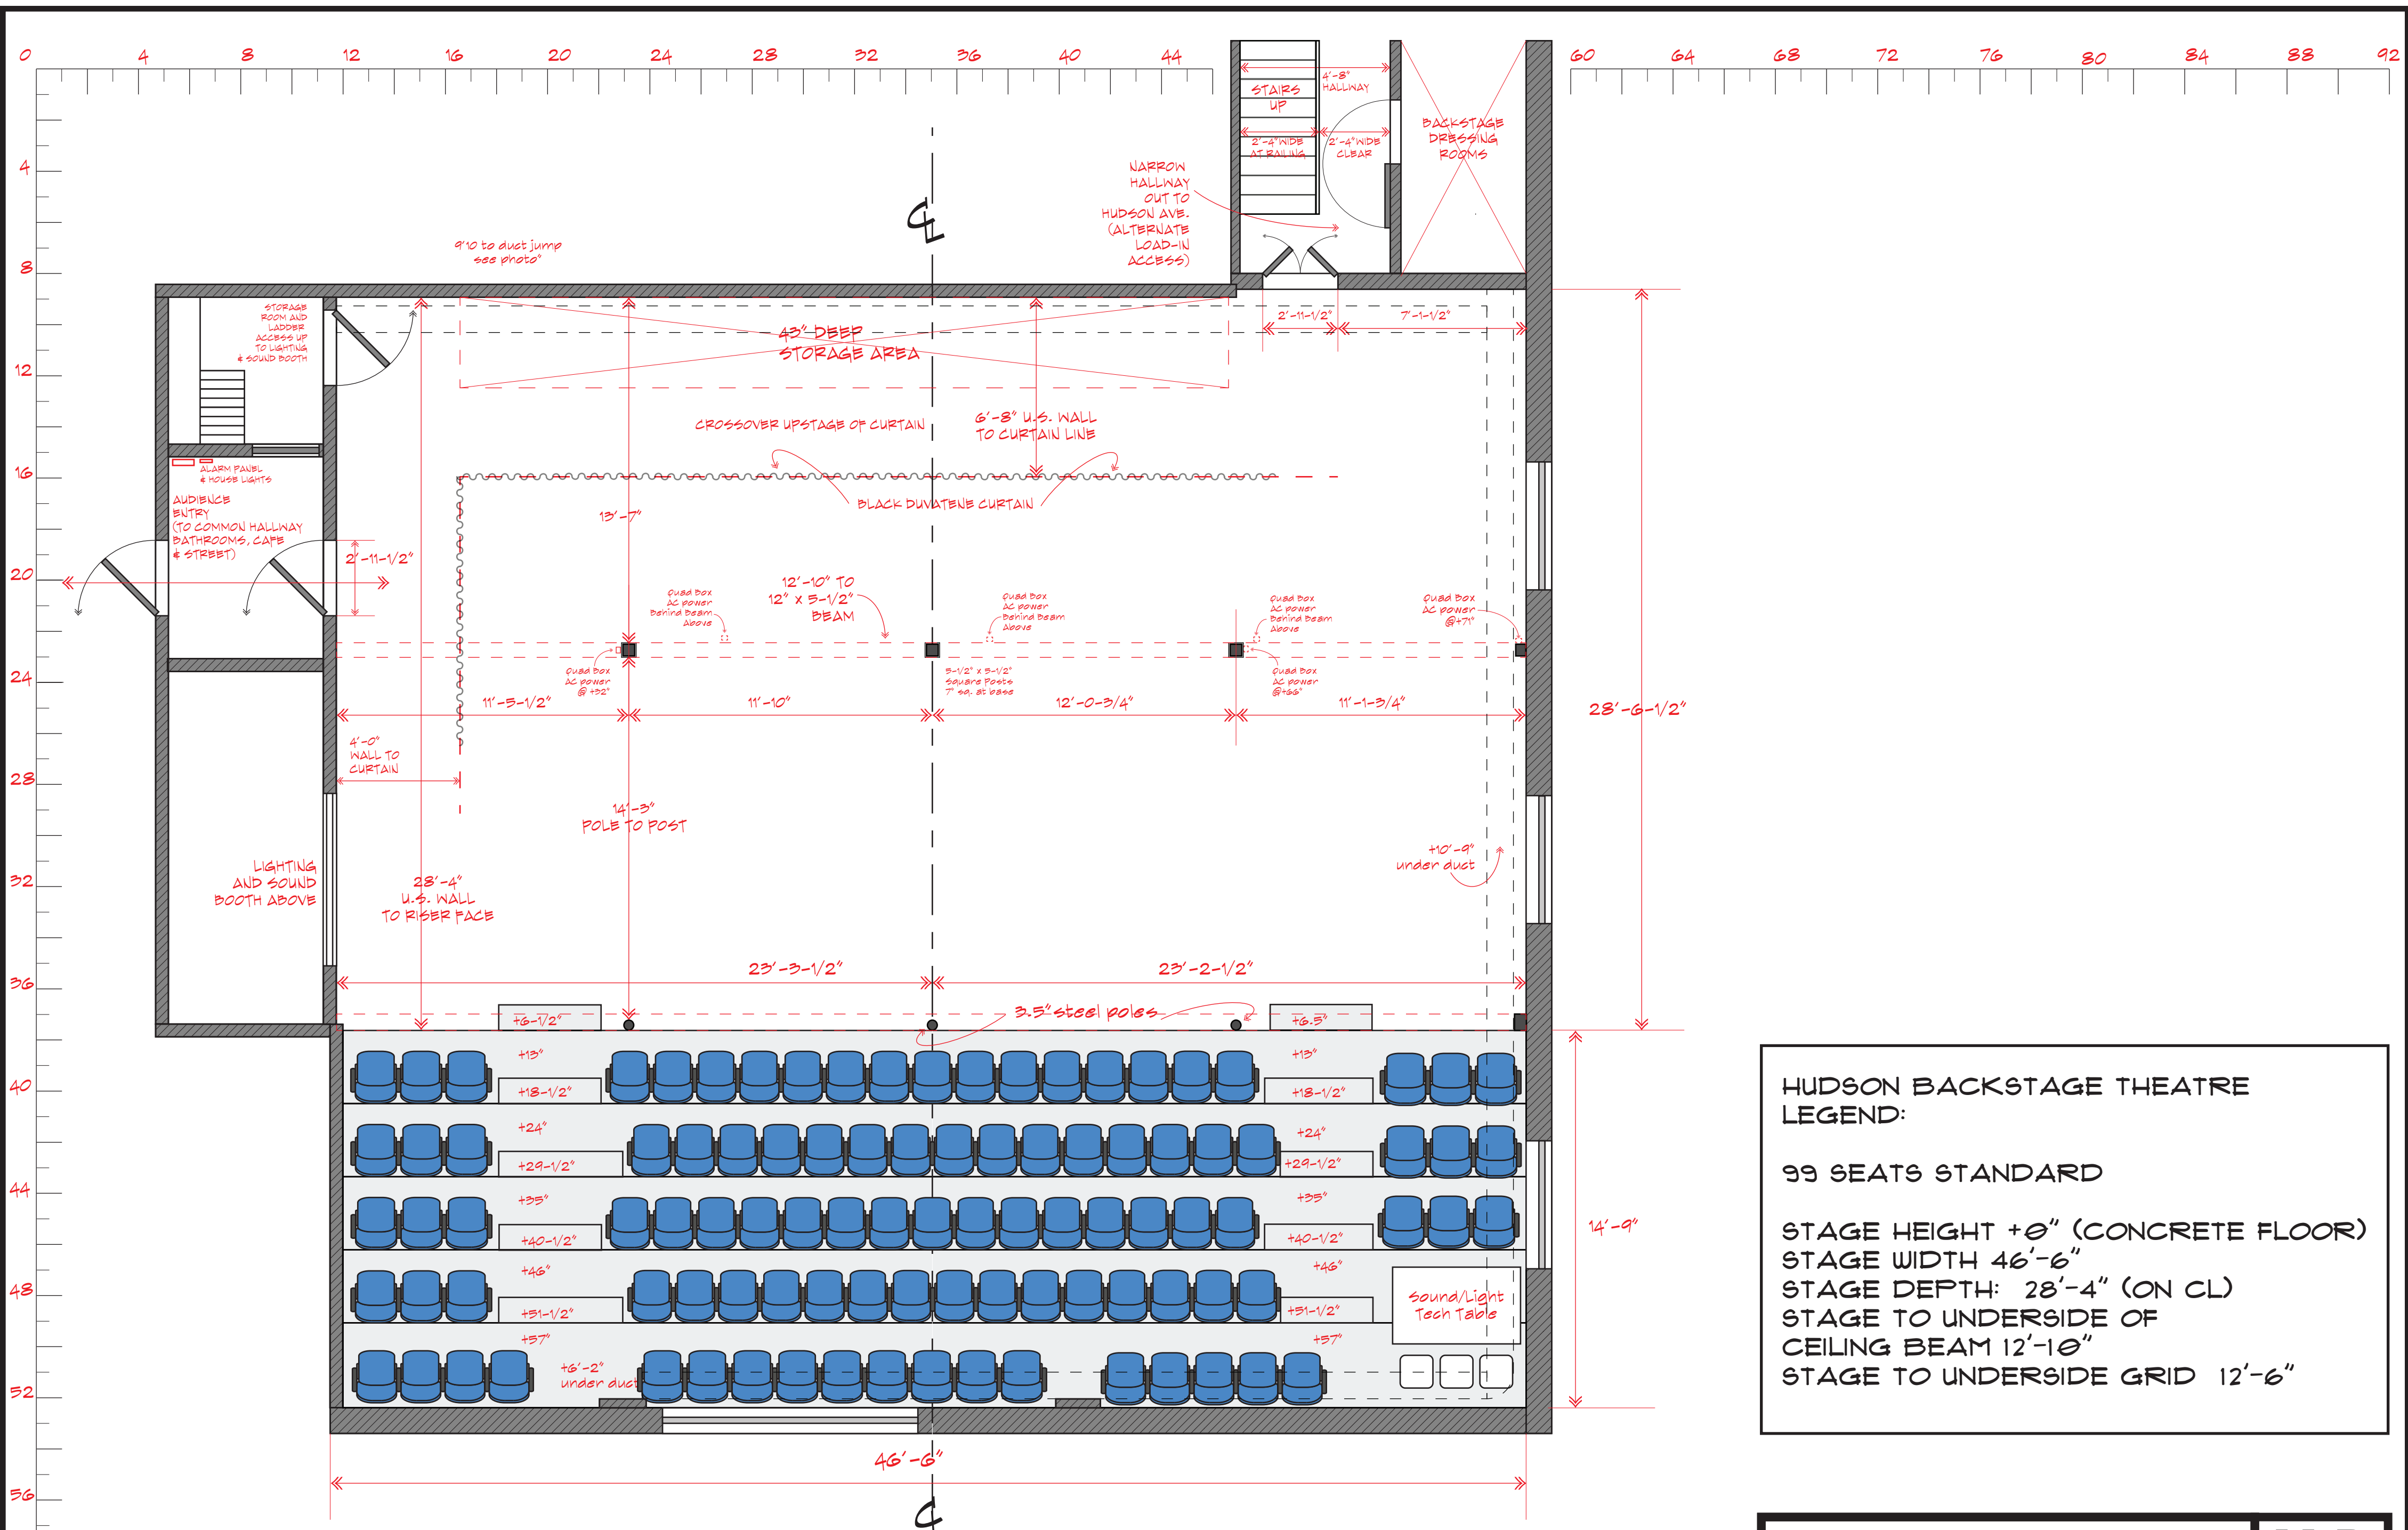 0 4 8 12 16 20 24 28 32 36 40 44 60 64 68 72 76 80 84 88 92
4
8
12
16
20
24
28
32
36
40
44
48
52
56
4'-8"
HALLWAY
STAIRS
UP
2'-4" WIDE
AT RAILING
2'-4" WIDE
CLEAR
BACKSTAGE
DRESSING
ROOMS
NARROW
HALLWAY
OUT TO
HUDSON AVE.
(ALTERNATE
LOAD-IN
ACCESS)
9'10 to duct jump
see photo"
℄
STORAGE
ROOM AND
LADDER
ACCESS UP
TO LIGHTING
& SOUND BOOTH
43" DEEP
STORAGE AREA
2'-11-1/2"
7'-1-1/2"
CROSSOVER UPSTAGE OF CURTAIN
6'-8" U.S. WALL
TO CURTAIN LINE
ALARM PANEL
& HOUSE LIGHTS
AUDIENCE
ENTRY
(TO COMMON HALLWAY
BATHROOMS, CAFE
& STREET)
2'-11-1/2"
BLACK DUVATENE CURTAIN
13'-7"
Quad Box
AC power
Behind Beam
Above
12'-10" TO
12" X 5-1/2"
BEAM
Quad Box
AC power
Behind Beam
Above
Quad Box
AC power
Behind Beam
Above
Quad Box
AC power
@+71"
Quad Box
AC power
@ +32"
5-1/2" x 5-1/2"
Square Posts
7" sq. at base
Quad Box
AC power
@+66"
11'-5-1/2"
11'-10"
12'-0-3/4"
11'-1-3/4"
28'-6-1/2"
4'-0"
WALL TO
CURTAIN
14'-3"
POLE TO POST
LIGHTING
AND SOUND
BOOTH ABOVE
28'-4"
U.S. WALL
TO RISER FACE
+10'-9"
under duct
23'-3-1/2"
23'-2-1/2"
+6-1/2"
3.5" steel poles
+6.5"
+13"
+13"
+18-1/2"
+18-1/2"
+24"
+24"
+29-1/2"
+29-1/2"
+35"
+35"
+40-1/2"
+40-1/2"
14'-9"
+46"
+46"
+51-1/2"
+51-1/2"
Sound/Light
Tech Table
+57"
+57"
+6'-2"
under duct
46'-6"
℄
HUDSON BACKSTAGE THEATRE
LEGEND:
99 SEATS STANDARD
STAGE HEIGHT +0" (CONCRETE FLOOR)
STAGE WIDTH 46'-6"
STAGE DEPTH: 28'-4" (ON CL)
STAGE TO UNDERSIDE OF
CEILING BEAM 12'-10"
STAGE TO UNDERSIDE GRID 12'-6"